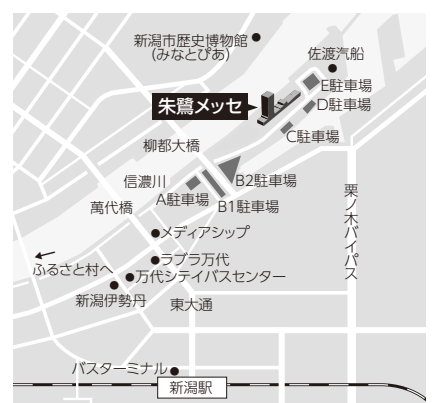 新潟市歴史博物館
(みなとぴあ)
佐渡汽船
E駐車場
D駐車場
朱鷺メッセ
C駐車場
柳都大橋
信濃川
B2駐車場
A駐車場
B1駐車場
萬代橋
栗ノ木バイパス
メディアシップ
ラブラ万代
ふるさと村へ
万代シテイバスセンター
新潟伊勢丹
東大通
バスターミナル
新潟駅